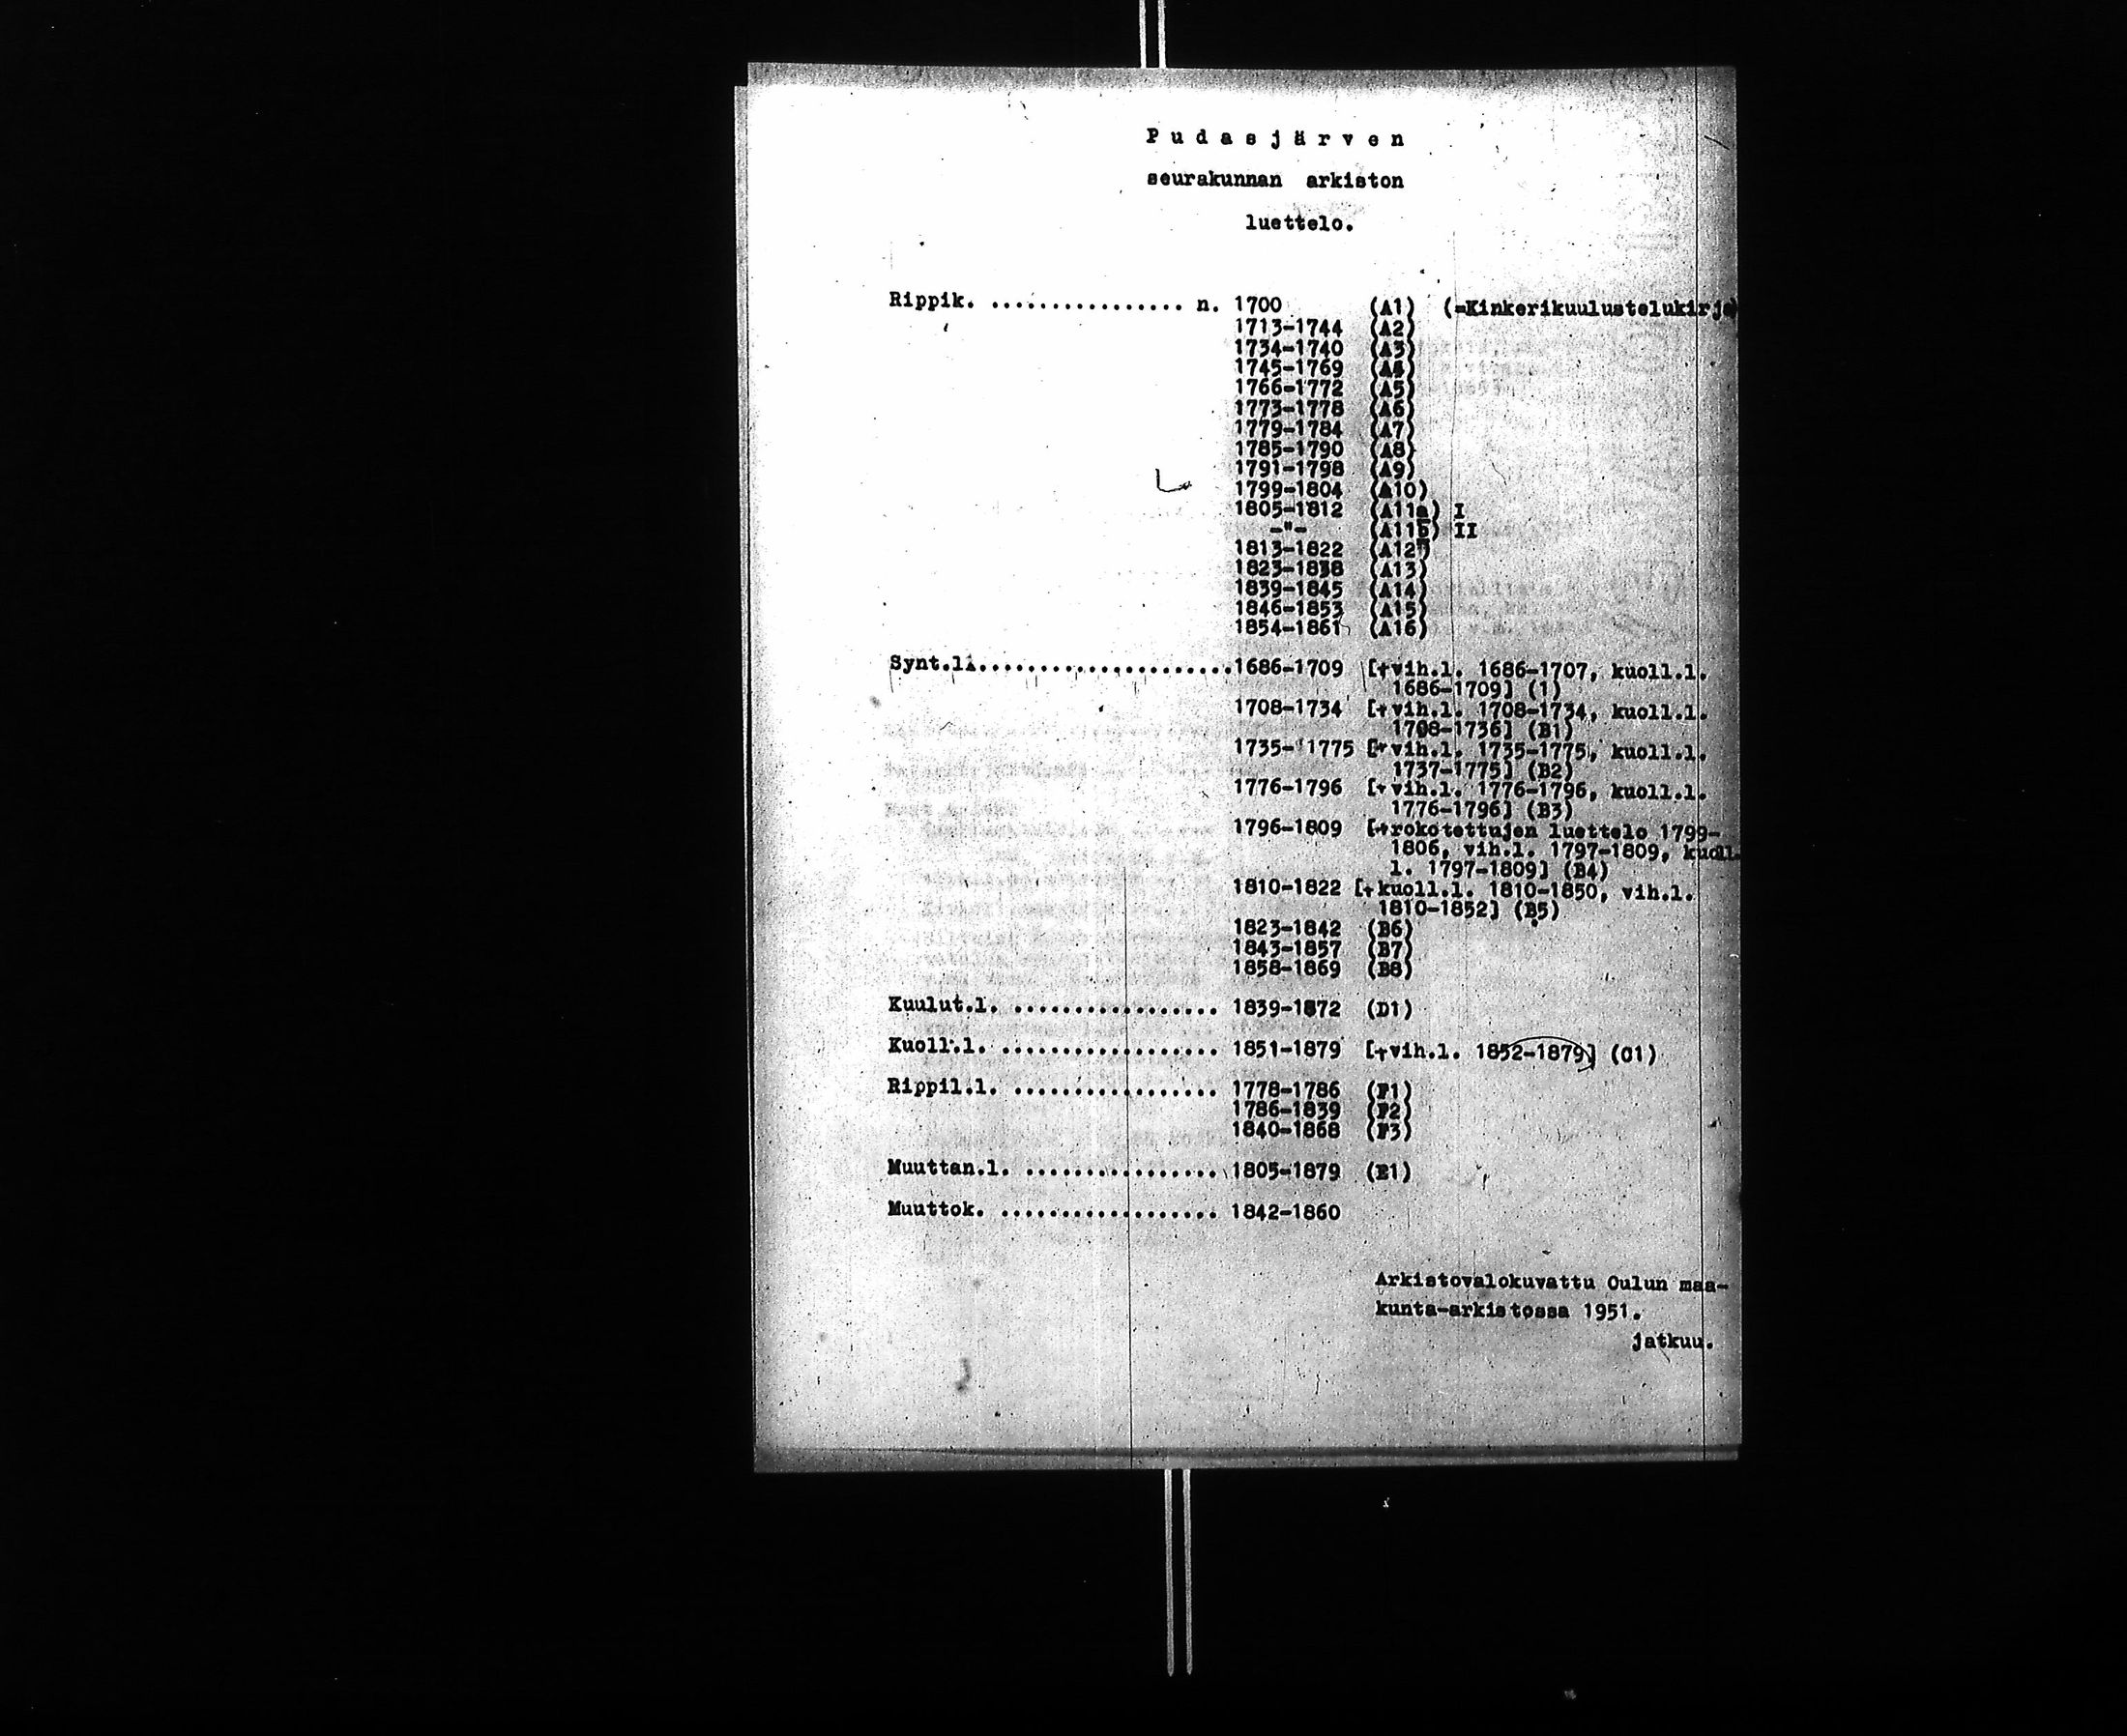 Pudasjärven
seurakunnan arkiston
luettelo.
Rippik. ................ n. 1700 (A1) (=Kinkerikuulustelukirja)
1713-1744 (A2)
1734-1740 (A3)
1745-1769 (A4)
1766-1772 (A5)
1773-1778 (A6)
1779-1784 (A7)
1785-1790 (A8)
1791-1798 (A9)
1799-1804 (A10)
1805-1812 (A11a) I
-"- (A11b) II
1813-1822 (A12)
1823-1838 (A13)
1839-1845 (A14)
1846-1853 (A15)
1854-1861 (A16)
Synt.l.....................1686-1709 [+vih.l. 1686-1707, kuoll.l.
1686-1709] (1)
1708-1734 [+vih.l. 1708-1734, kuoll.l.
1708-1736] (B1)
1735-1775 [+vih.l. 1735-1775, kuoll.l.
1737-1775] (B2)
1776-1796 [+vih.l. 1776-1796, kuoll.l.
1776-1796] (B3)
1796-1809 [+rokotettujen luettelo 1799-
1806, vih.l. 1797-1809, kuoll.
l. 1797-1809] (B4)
1810-1822 [+kuoll.l. 1810-1850, vih.l.
1810-1852] (B5)
1823-1842 (B6)
1843-1857 (B7)
1858-1869 (B8)
Kuulut.l. ................. 1839-1872 (D1)
Kuoll.l. .................. 1851-1879 [+vih.l. 1852-1879] (C1)
Rippil.l. ................. 1778-1786 (F1)
1786-1839 (F2)
1840-1868 (F3)
Muuttan.l. ................ 1805-1879 (E1)
Muuttok. .................. 1842-1860
Arkistovalokuvattu Oulun maa-
kunta-arkistossa 1951.
jatkuu.